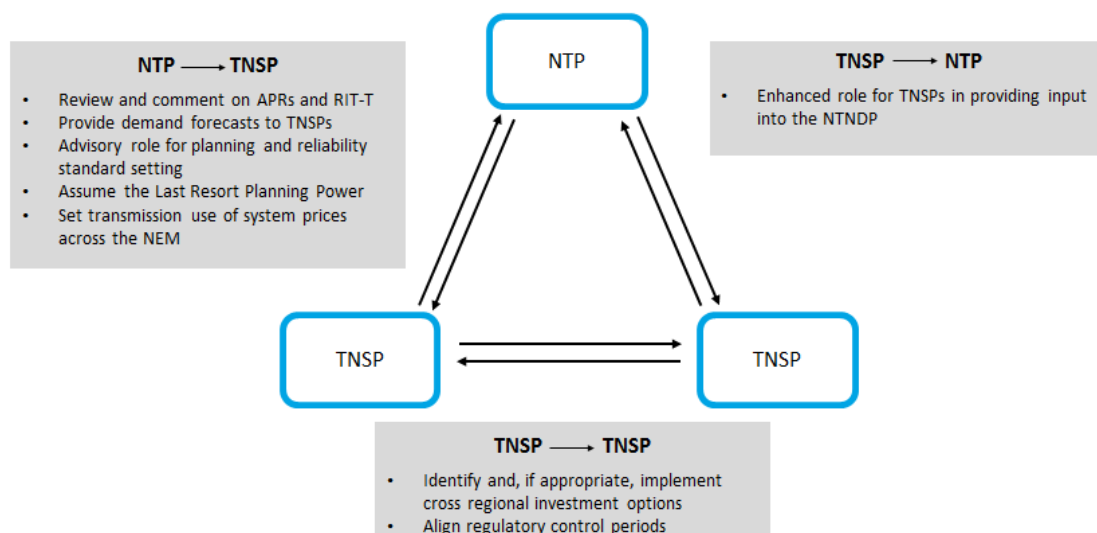 NTP
NTP → TNSP
• Review and comment on APRs and RIT-T
• Provide demand forecasts to TNSPs
• Advisory role for planning and reliability
standard setting
• Assume the Last Resort Planning Power
• Set transmission use of system prices
across the NEM
TNSP → NTP
• Enhanced role for TNSPs in providing input
into the NTNDP
TNSP
TNSP
TNSP → TNSP
• Identify and, if appropriate, implement
cross regional investment options
• Align regulatory control periods